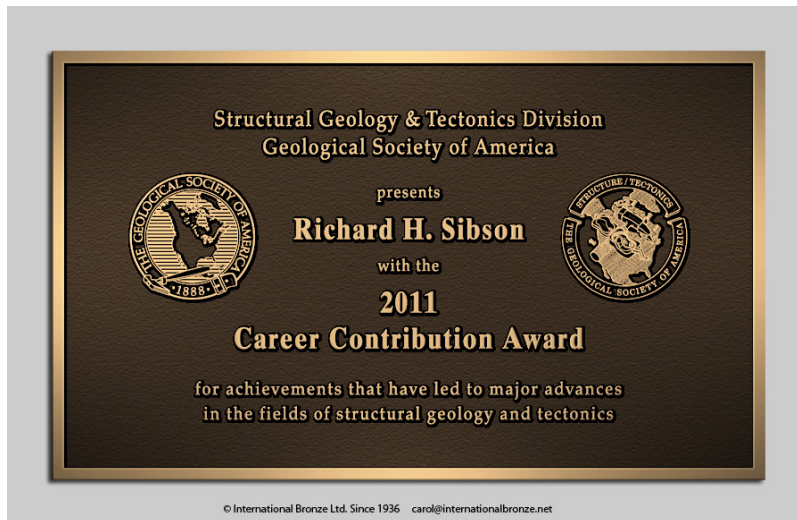 Structural Geology & Tectonics Division
Geological Society of America
presents
THE GEOLOGICAL SOCIETY OF AMERICA
·1888·
STRUCTURE / TECTONICS
THE GEOLOGICAL SOCIETY OF AMERICA
Richard H. Sibson
with the
2011
Career Contribution Award
for achievements that have led to major advances
in the fields of structural geology and tectonics
© International Bronze Ltd. Since 1936 carol@internationalbronze.net